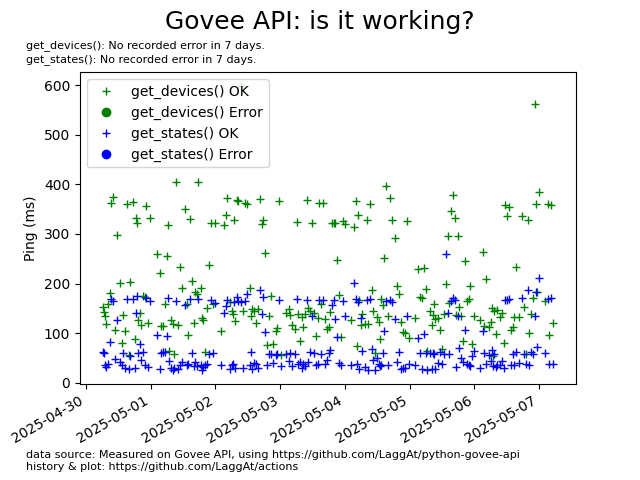 Govee API: is it working?
get_devices(): No recorded error in 7 days.
get_states(): No recorded error in 7 days.
get_devices() OK
get_devices() Error
get_states() OK
get_states() Error
Ping (ms)
600
500
400
300
200
100
0
2025-04-30
2025-05-01
2025-05-02
2025-05-03
2025-05-04
2025-05-05
2025-05-06
2025-05-07
data source: Measured on Govee API, using https://github.com/LaggAt/python-govee-api
history & plot: https://github.com/LaggAt/actions